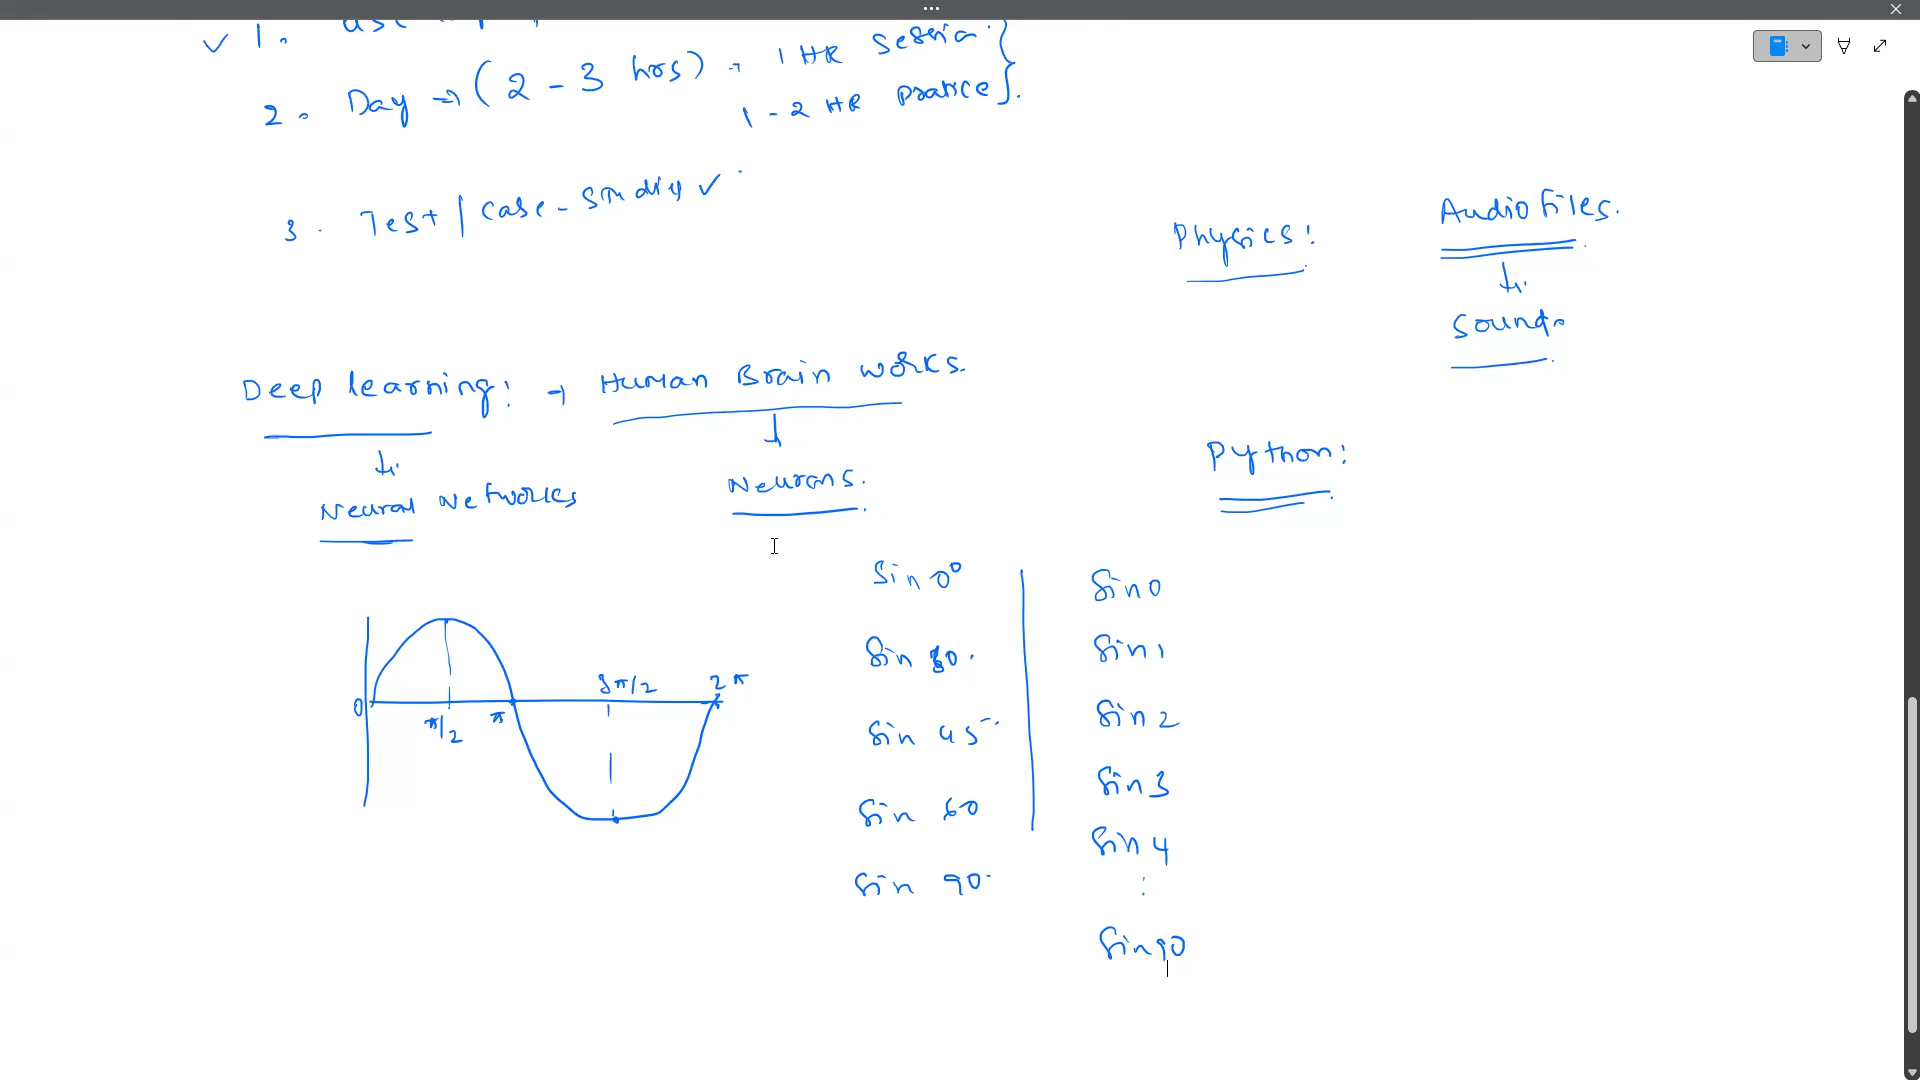 ✓ 1.
2. Day → (2 - 3 hrs) → 1 HR Session.
1 - 2 HR practice
3. Test | Case - Studies ✓
Physics:
Audio Files.
Sound.
Deep learning: → Human Brain works.
Neural Networks
Neurons.
Python:
0 π/2 π 3π/2 2π
Sin 0°
Sin 30.
Sin 45
Sin 60
Sin 90.
Sin 0
Sin 1
Sin 2
Sin 3
Sin 4
⋮
Sin 90